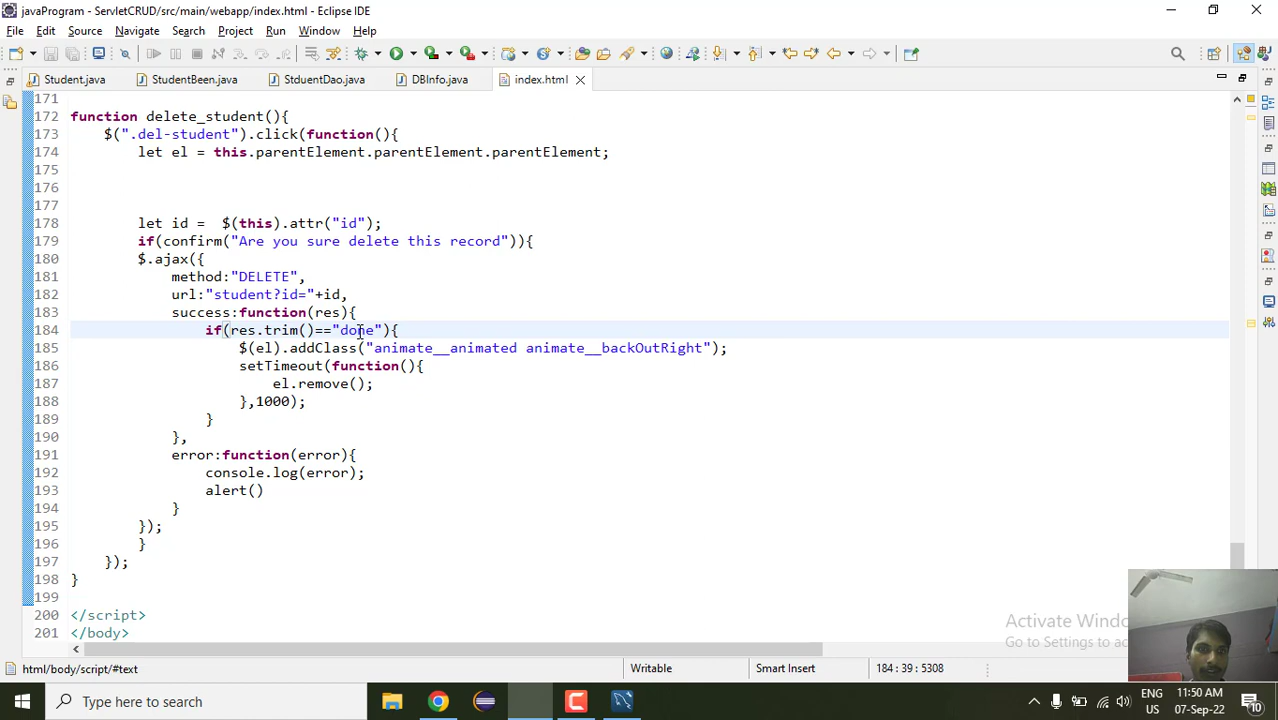 javaProgram - ServletCRUD/src/main/webapp/index.html - Eclipse IDE
File Edit Source Navigate Search Project Run Window Help
Student.java StudentBeen.java StduentDao.java DBInfo.java index.html
171
172 function delete_student(){
173 $(".del-student").click(function(){
174 let el = this.parentElement.parentElement.parentElement;
175
176
177
178 let id =  $(this).attr("id");
179 if(confirm("Are you sure delete this record")){
180 $.ajax({
181 method:"DELETE",
182 url:"student?id="+id,
183 success:function(res){
184 if(res.trim()=="done"){
185 $(el).addClass("animate__animated animate__backOutRight");
186 setTimeout(function(){
187 el.remove();
188 },1000);
189 }
190 },
191 error:function(error){
192 console.log(error);
193 alert()
194 }
195 });
196 }
197 });
198 }
199
200 </script>
201 </body>
Activate Windo
Go to Settings to ac
html/body/script/#text Writable Smart Insert 184 : 39 : 5308
Type here to search
ENG 11:50 AM
US 07-Sep-22 10